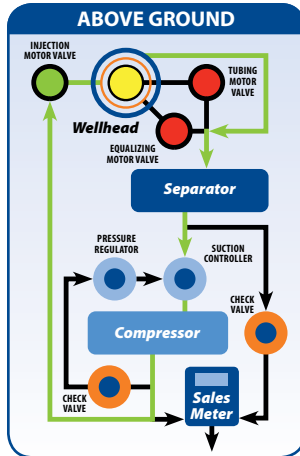 ABOVE GROUND
INJECTION
MOTOR VALVE
TUBING
MOTOR
VALVE
Wellhead
EQUALIZING
MOTOR VALVE
Separator
PRESSURE
REGULATOR
SUCTION
CONTROLLER
CHECK
VALVE
Compressor
CHECK
VALVE
Sales
Meter